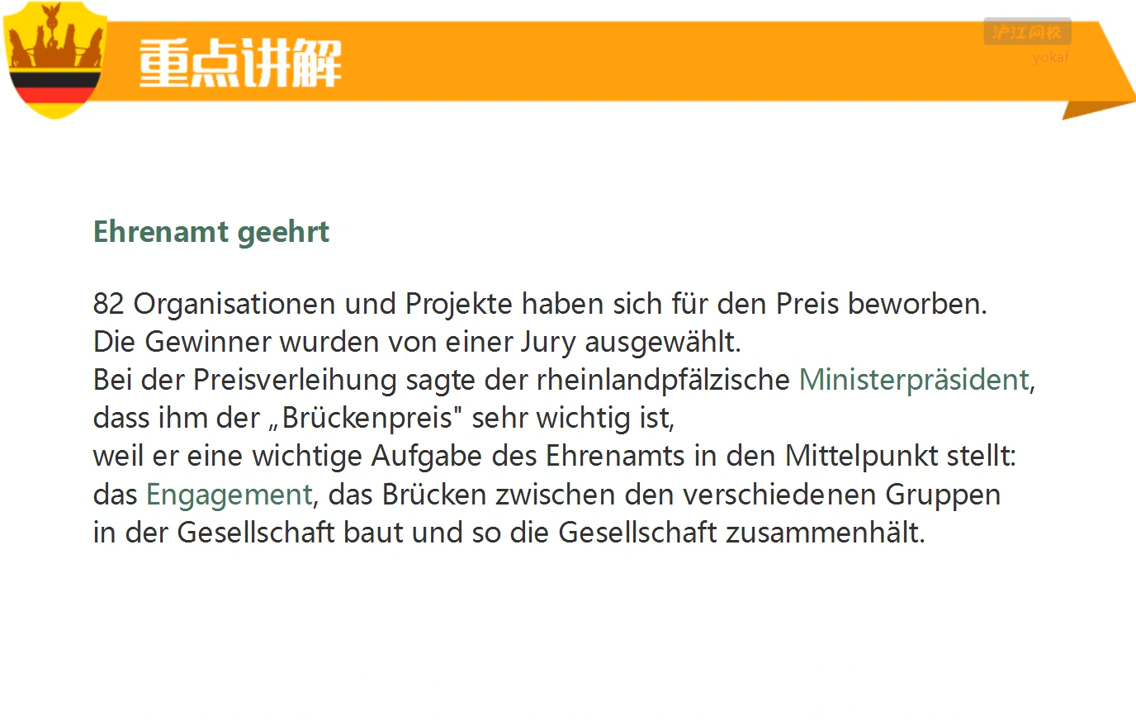 重点讲解
沪江网校
yokaf
Ehrenamt geehrt
82 Organisationen und Projekte haben sich für den Preis beworben.
Die Gewinner wurden von einer Jury ausgewählt.
Bei der Preisverleihung sagte der rheinlandpfälzische Ministerpräsident,
dass ihm der „Brückenpreis" sehr wichtig ist,
weil er eine wichtige Aufgabe des Ehrenamts in den Mittelpunkt stellt:
das Engagement, das Brücken zwischen den verschiedenen Gruppen
in der Gesellschaft baut und so die Gesellschaft zusammenhält.